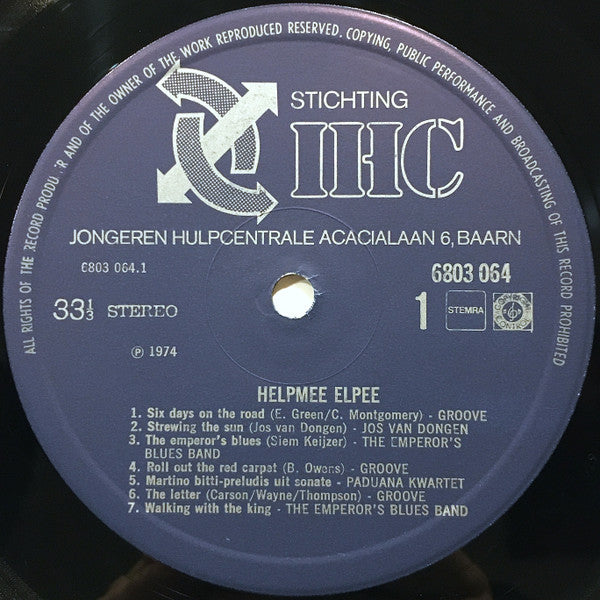 ALL RIGHTS OF THE RECORD PRODUCER AND OF THE OWNER OF THE WORK REPRODUCED RESERVED. COPYING, PUBLIC PERFORMANCE AND BROADCASTING OF THIS RECORD PROHIBITED
STICHTING
JHC
JONGEREN HULPCENTRALE ACACIALAAN 6, BAARN
6803 064.1
6803 064
33⅓ STEREO
1
STEMRA
℗ 1974
HELPMEE ELPEE
1. Six days on the road (E. Green/C. Montgomery) - GROOVE
2. Strewing the sun (Jos van Dongen) - JOS VAN DONGEN
3. The emperor's blues (Siem Keijzer) - THE EMPEROR'S
BLUES BAND
4. Roll out the red carpet (B. Owens) - GROOVE
5. Martino bitti-preludis uit sonate - PADUANA KWARTET
6. The letter (Carson/Wayne/Thompson) - GROOVE
7. Walking with the king - THE EMPEROR'S BLUES BAND